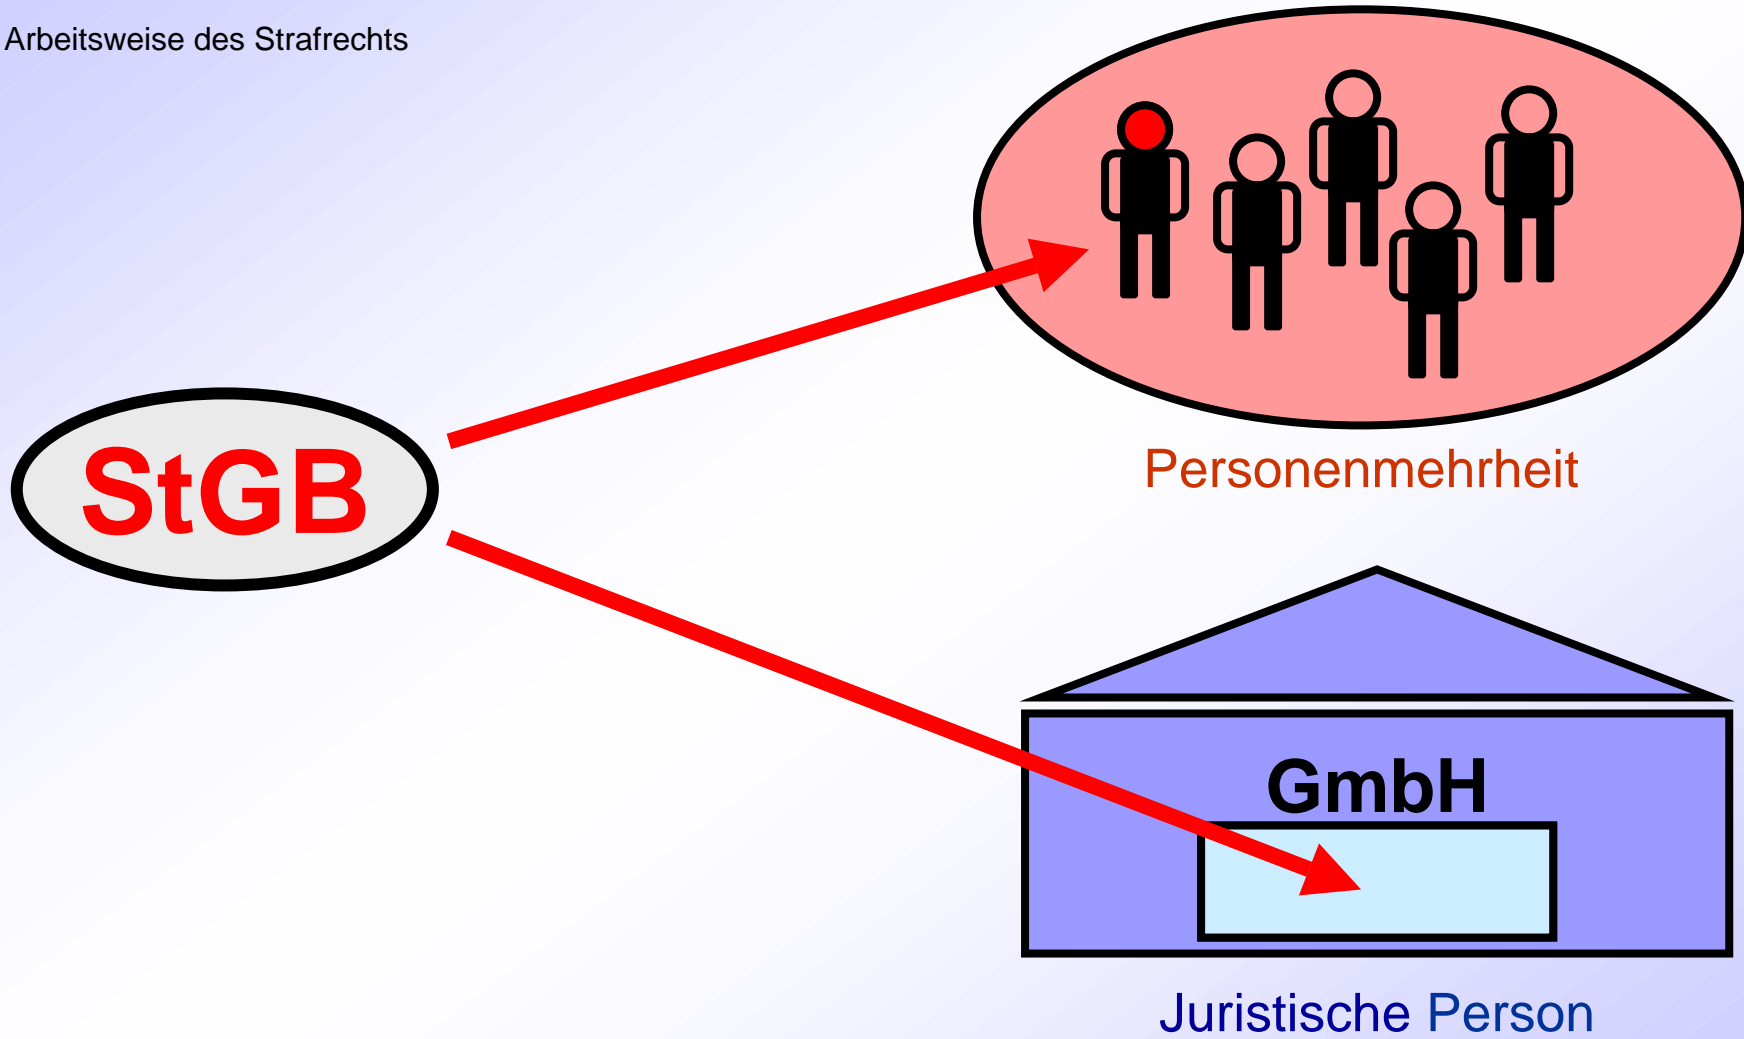 Arbeitsweise des Strafrechts
StGB
Personenmehrheit
GmbH
Juristische Person